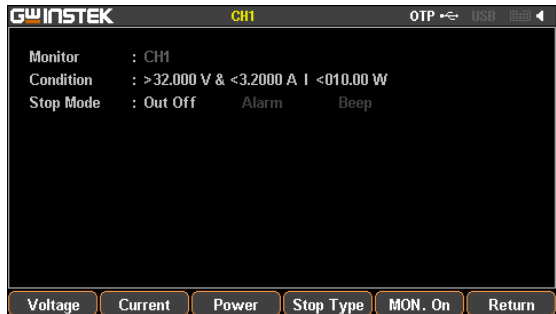 GWINSTEK CH1 OTP USB
Monitor : CH1
Condition : >32.000 V & <3.2000 A | <010.00 W
Stop Mode : Out Off Alarm Beep
Voltage Current Power Stop Type MON. On Return